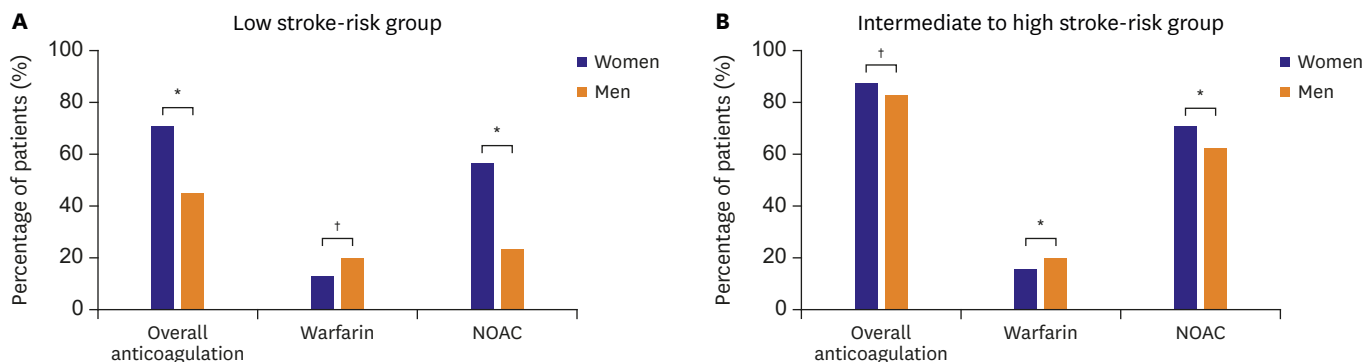 A
Low stroke-risk group
Percentage of patients (%)
100
80
60
40
20
0
*
†
*
Women
Men
Overall
anticoagulation
Warfarin
NOAC
B
Intermediate to high stroke-risk group
Percentage of patients (%)
100
80
60
40
20
0
†
*
*
Women
Men
Overall
anticoagulation
Warfarin
NOAC